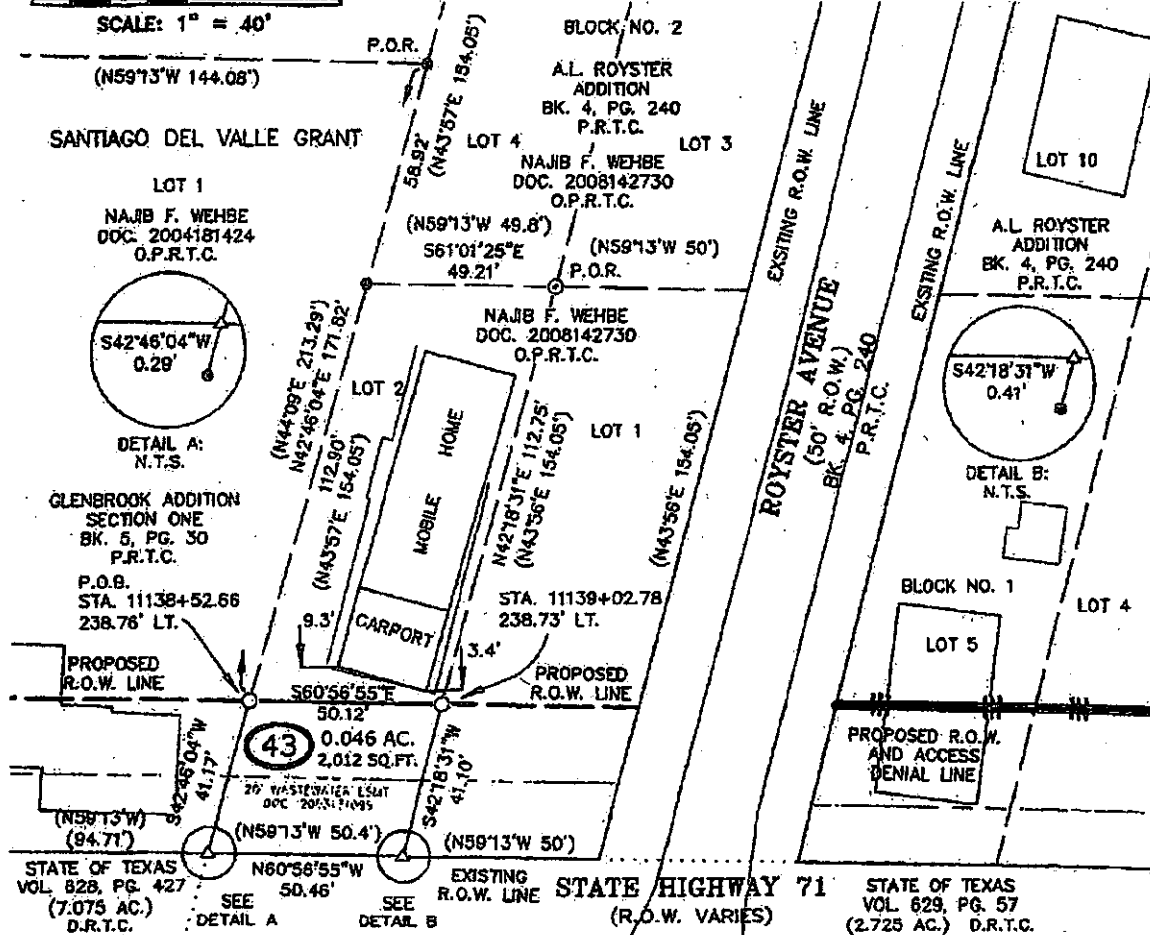 SCALE: 1" = 40'
P.O.R.
(N59°13'W 144.08')
SANTIAGO DEL VALLE GRANT
LOT 1
NAJIB F. WEHBE
DOC. 2004181424
O.P.R.T.C.
S42°46'04"W
0.29'
DETAIL A:
N.T.S.
GLENBROOK ADDITION
SECTION ONE
BK. 5, PG. 30
P.R.T.C.
P.O.B.
STA. 11138+52.66
238.76' LT.
PROPOSED
R.O.W. LINE
58.92'
(N43°57'E 154.05')
BLOCK NO. 2
A.L. ROYSTER
ADDITION
BK. 4, PG. 240
P.R.T.C.
LOT 4
LOT 3
NAJIB F. WEHBE
DOC. 2008142730
O.P.R.T.C.
(N59°13'W 49.8')
S61°01'25"E
49.21'
(N59°13'W 50')
P.O.R.
NAJIB F. WEHBE
DOC. 2008142730
O.P.R.T.C.
(N44°09'E 213.29')
N42°46'04"E 171.82'
LOT 2
112.90'
(N43°57'E 154.05')
MOBILE HOME
CARPORT
N42°18'31"E 112.75'
(N43°56'E 154.05')
LOT 1
(N43°56'E 154.05')
9.3'
3.4'
STA. 11139+02.78
238.73' LT.
PROPOSED
R.O.W. LINE
S60°56'55"E
50.12'
43
0.046 AC.
2,012 SQ.FT.
S42°46'04"W
41.17'
S42°18'31"W
41.10'
20' WASTEWATER ESMT
DOC.
(N59°13'W)
(94.71')
(N59°13'W 50.4')
(N59°13'W 50')
N60°56'55"W
50.46'
STATE OF TEXAS
VOL. 628, PG. 427
(7.075 AC.)
D.R.T.C.
SEE
DETAIL A
SEE
DETAIL B
EXISTING
R.O.W. LINE
STATE HIGHWAY 71
(R.O.W. VARIES)
EXSITING R.O.W. LINE
ROYSTER AVENUE
(50' R.O.W.)
BK. 4, PG. 240
P.R.T.C.
EXSITING R.O.W. LINE
LOT 10
A.L. ROYSTER
ADDITION
BK. 4, PG. 240
P.R.T.C.
S42°18'31"W
0.41'
DETAIL B:
N.T.S.
BLOCK NO. 1
LOT 4
LOT 5
PROPOSED R.O.W.
AND ACCESS
DENIAL LINE
STATE OF TEXAS
VOL. 629, PG. 57
(2.725 AC.) D.R.T.C.